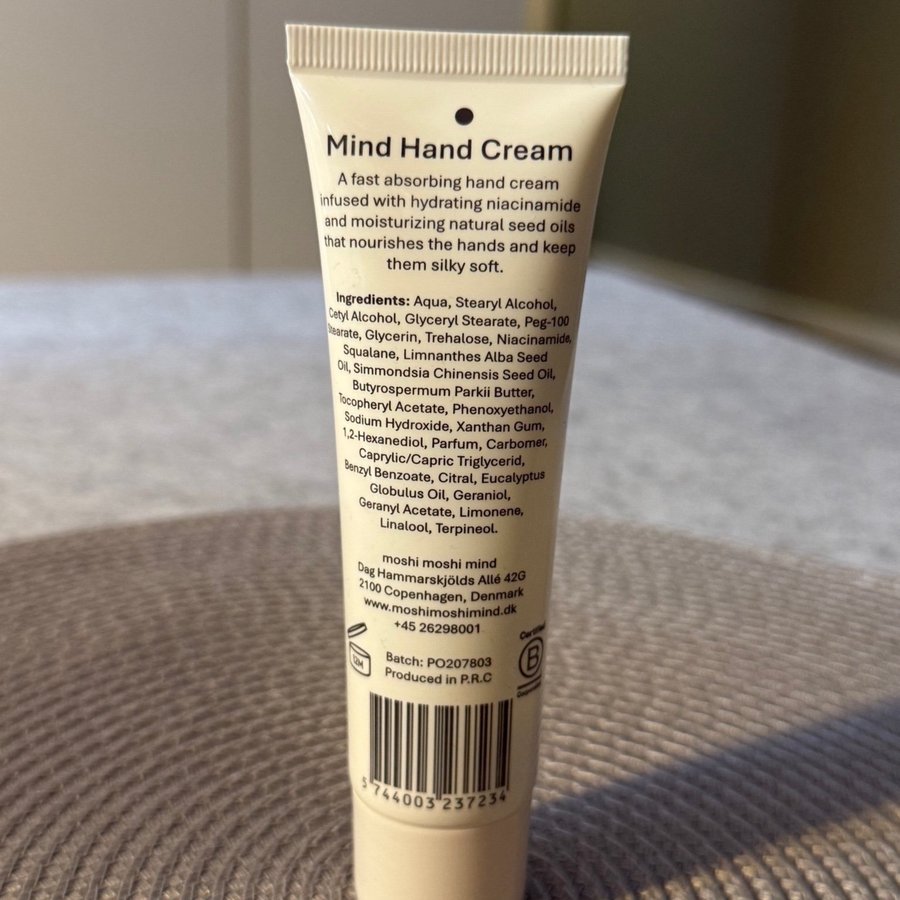 Mind Hand Cream
A fast absorbing hand cream
infused with hydrating niacinamide
and moisturizing natural seed oils
that nourishes the hands and keep
them silky soft.
Ingredients: Aqua, Stearyl Alcohol,
Cetyl Alcohol, Glyceryl Stearate, Peg-100
Stearate, Glycerin, Trehalose, Niacinamide,
Squalane, Limnanthes Alba Seed
Oil, Simmondsia Chinensis Seed Oil,
Butyrospermum Parkii Butter,
Tocopheryl Acetate, Phenoxyethanol,
Sodium Hydroxide, Xanthan Gum,
1,2-Hexanediol, Parfum, Carbomer,
Caprylic/Capric Triglycerid,
Benzyl Benzoate, Citral, Eucalyptus
Globulus Oil, Geraniol,
Geranyl Acetate, Limonene,
Linalool, Terpineol.
moshi moshi mind
Dag Hammarskjölds Allé 42G
2100 Copenhagen, Denmark
www.moshimoshimind.dk
+45 26298001
12M
Batch: PO207803
Produced in P.R.C
Certified
B
Corporation
5 744003 237234